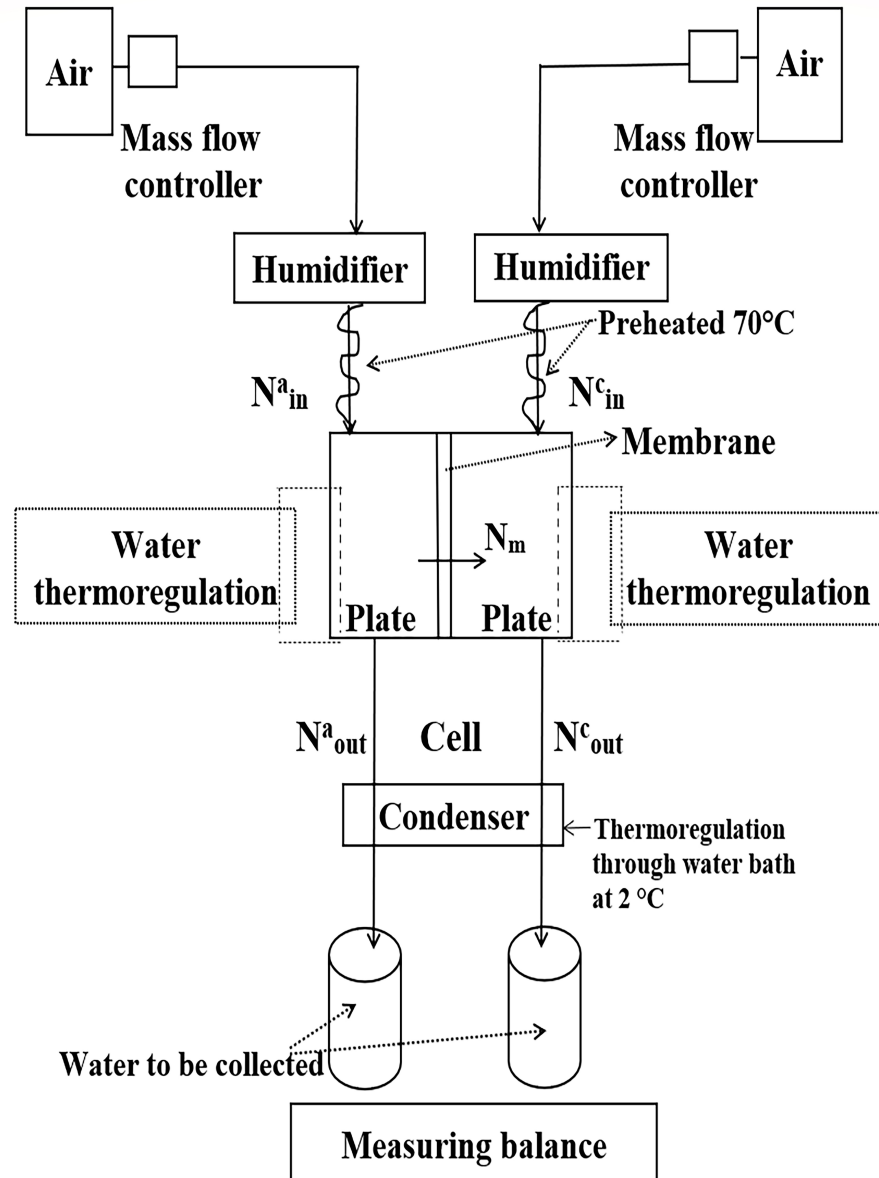 Air
Air
Mass flow
controller
Mass flow
controller
Humidifier
Humidifier
Preheated 70°C
Nᵃin
Nᶜin
Membrane
Water
thermoregulation
Nm
Water
thermoregulation
Plate
Plate
Nᵃout
Cell
Nᶜout
Condenser
Thermoregulation
through water bath
at 2 °C
Water to be collected
Measuring balance